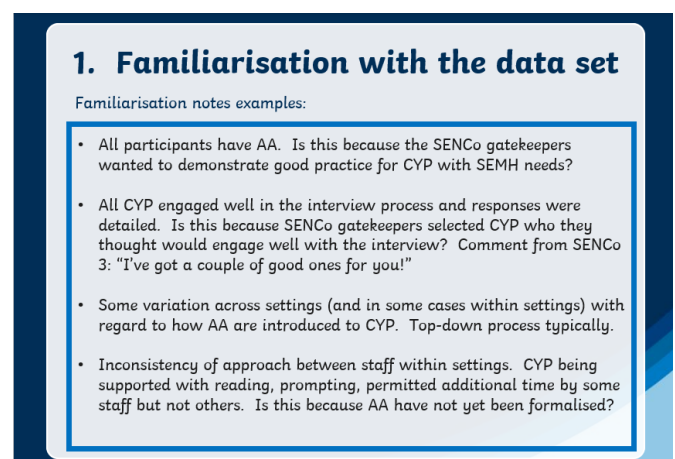 1. Familiarisation with the data set
Familiarisation notes examples:
• All participants have AA. Is this because the SENCo gatekeepers
wanted to demonstrate good practice for CYP with SEMH needs?
• All CYP engaged well in the interview process and responses were
detailed. Is this because SENCo gatekeepers selected CYP who they
thought would engage well with the interview? Comment from SENCo
3: “I’ve got a couple of good ones for you!”
• Some variation across settings (and in some cases within settings) with
regard to how AA are introduced to CYP. Top-down process typically.
• Inconsistency of approach between staff within settings. CYP being
supported with reading, prompting, permitted additional time by some
staff but not others. Is this because AA have not yet been formalised?